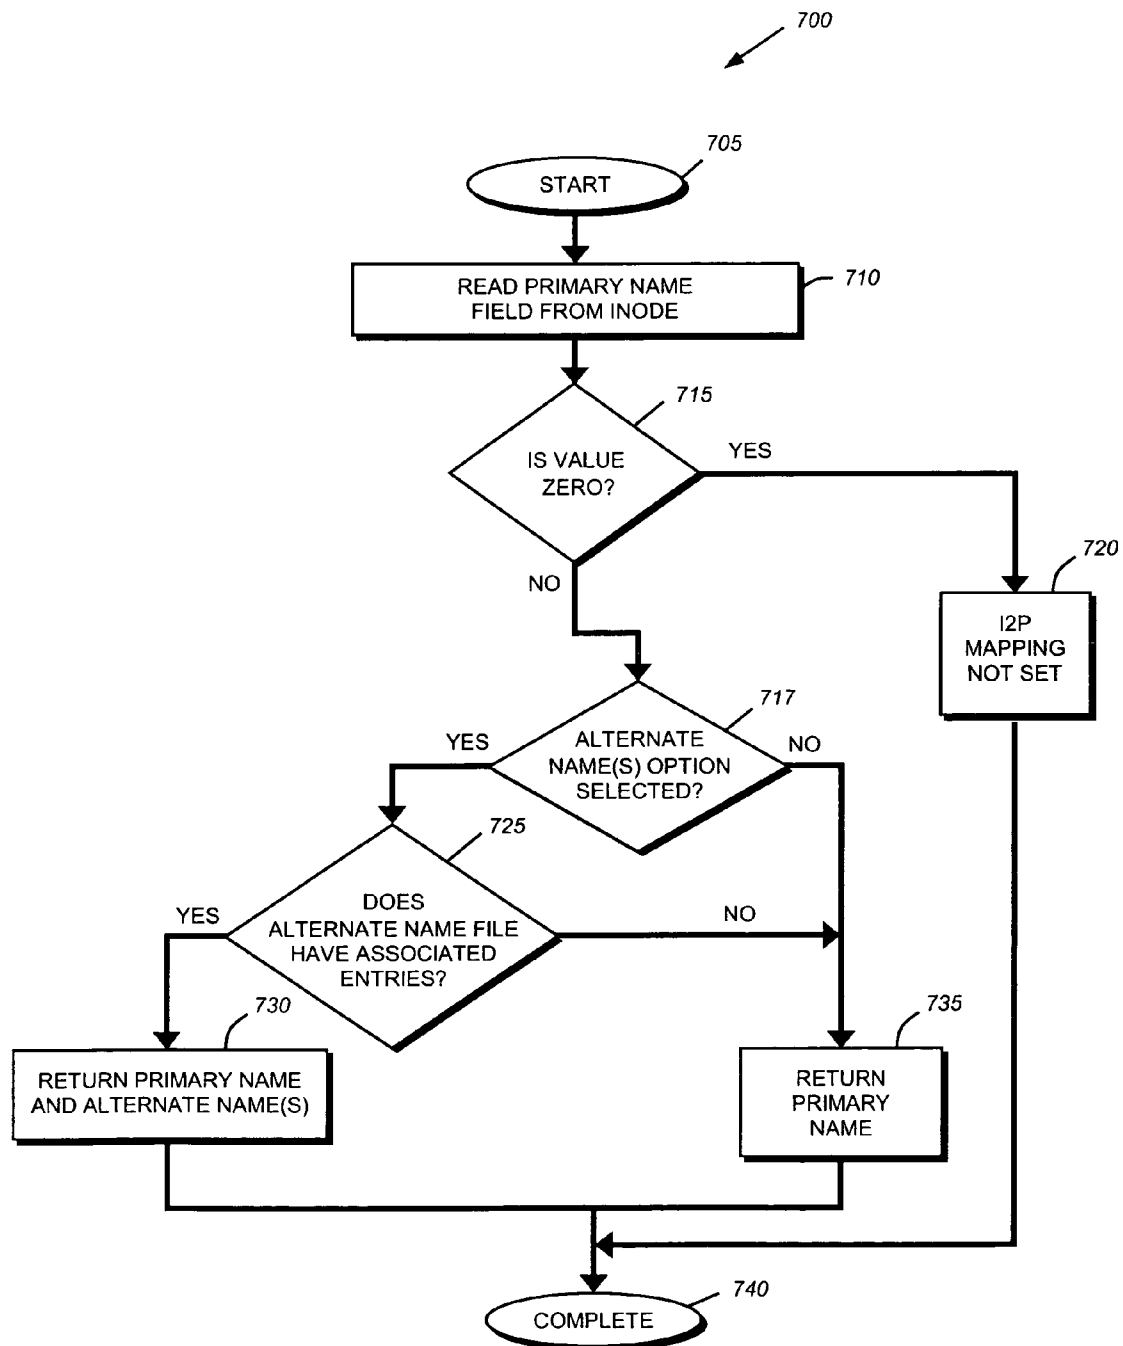 700
705
START
READ PRIMARY NAME
FIELD FROM INODE
710
715
IS VALUE
ZERO?
YES
NO
720
I2P
MAPPING
NOT SET
717
ALTERNATE
NAME(S) OPTION
SELECTED?
YES
NO
725
DOES
ALTERNATE NAME FILE
HAVE ASSOCIATED
ENTRIES?
YES
NO
730
RETURN PRIMARY NAME
AND ALTERNATE NAME(S)
735
RETURN
PRIMARY
NAME
740
COMPLETE